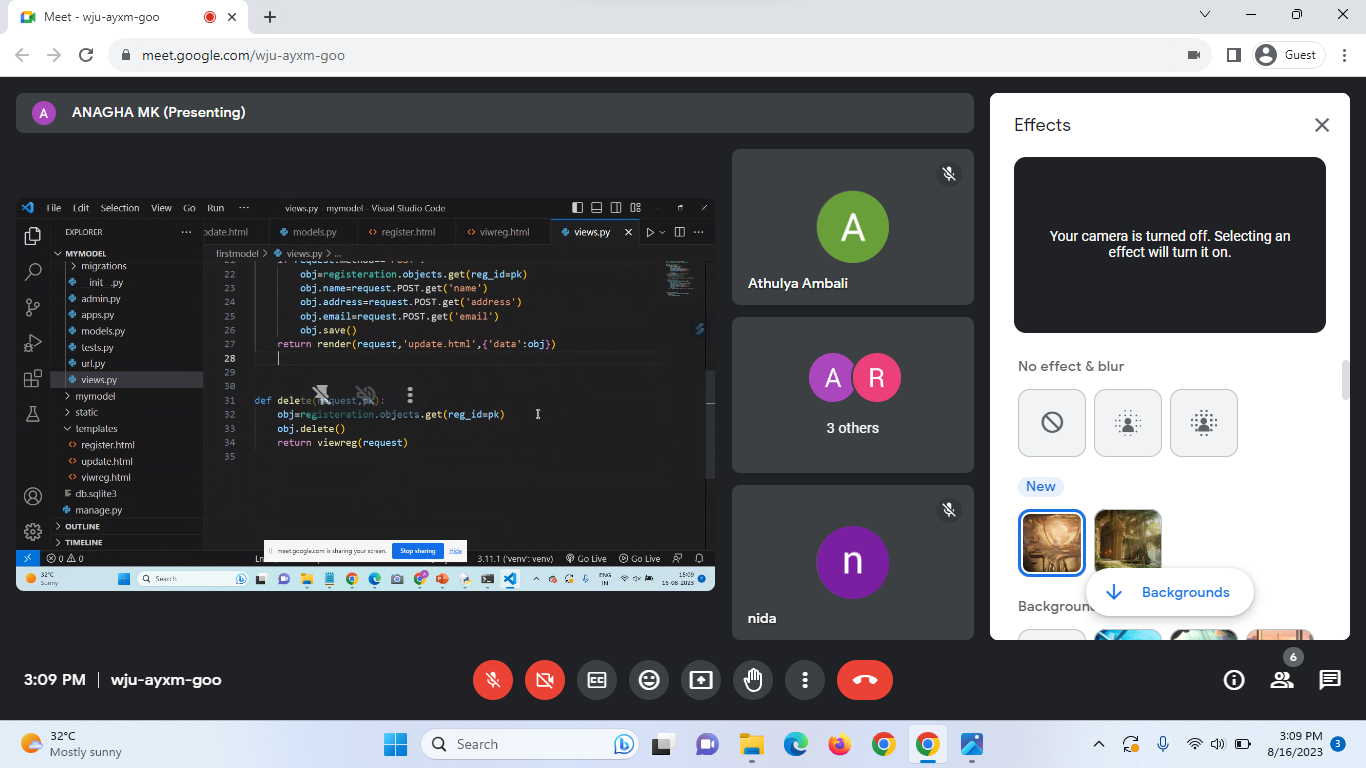 Meet - wju-ayxm-goo
meet.google.com/wju-ayxm-goo
Guest
A
ANAGHA MK (Presenting)
File Edit Selection View Go Run ··· views.py - mymodel - Visual Studio Code
EXPLORER ···
date.html models.py register.html viwreg.html views.py
MYMODEL
firstmodel > views.py > ...
migrations
__init__.py
admin.py
apps.py
models.py
tests.py
url.py
views.py
mymodel
static
templates
register.html
update.html
viwreg.html
db.sqlite3
manage.py
OUTLINE
TIMELINE
22 obj=registeration.objects.get(reg_id=pk)
23 obj.name=request.POST.get('name')
24 obj.address=request.POST.get('address')
25 obj.email=request.POST.get('email')
26 obj.save()
27 return render(request,'update.html',{'data':obj})
28
29
30
31 def delete(request,pk):
32 obj=registeration.objects.get(reg_id=pk)
33 obj.delete()
34 return viewreg(request)
35
meet.google.com is sharing your screen. Stop sharing Hide
0 0 3.11.1 ('venv': venv) Go Live Go Live
32°C
Sunny
Search
ENG
IN
15:09
16-08-2023
A
Athulya Ambali
A R
3 others
n
nida
Effects
Your camera is turned off. Selecting an
effect will turn it on.
No effect & blur
New
Backgrounds
3:09 PM | wju-ayxm-goo
6
32°C
Mostly sunny
Search
3:09 PM
8/16/2023
3